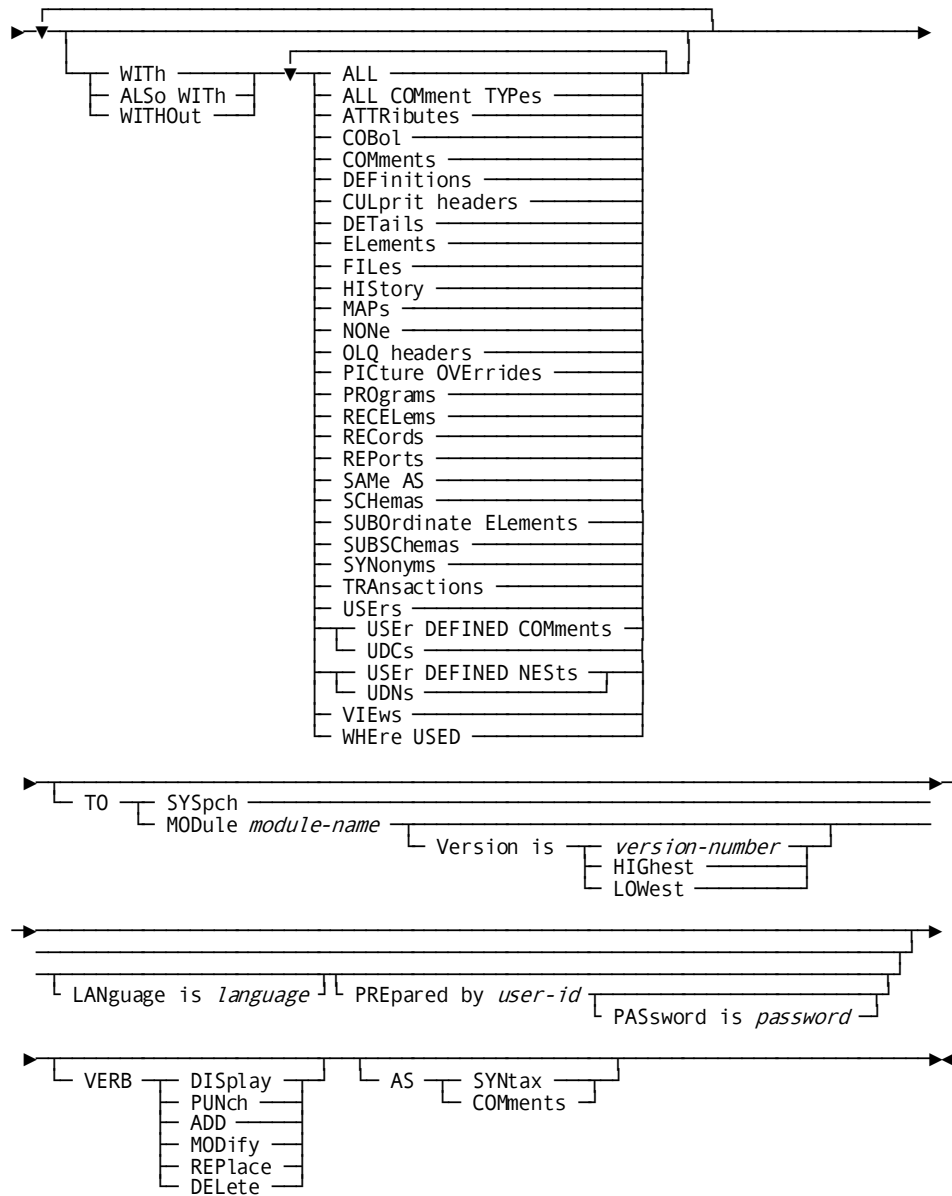 WITh
ALSo WITh
WITHOut
ALL
ALL COMment TYPes
ATTRibutes
COBol
COMments
DEFinitions
CULprit headers
DETails
ELements
FILes
HIStory
MAPs
NONe
OLQ headers
PICture OVErrides
PROgrams
RECELems
RECords
REPorts
SAMe AS
SCHemas
SUBOrdinate ELements
SUBSChemas
SYNonyms
TRAnsactions
USErs
USEr DEFINED COMments
UDCs
USEr DEFINED NESts
UDNs
VIEws
WHEre USED
TO SYSpch
MODule module-name
Version is version-number
HIGhest
LOWest
LANguage is language PREpared by user-id
PASsword is password
VERB DISplay AS SYNtax
PUNch COMments
ADD
MODify
REPlace
DELete